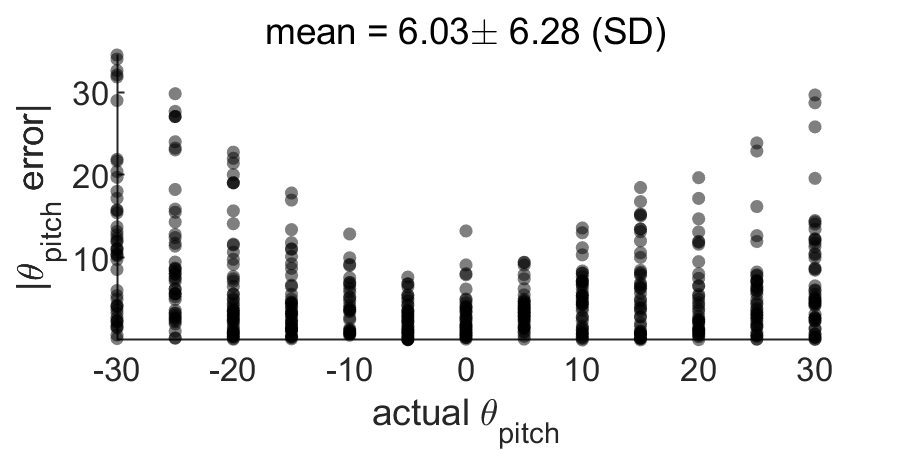 mean = 6.03± 6.28 (SD)
|θpitch error|
30
20
10
-30 -20 -10 0 10 20 30
actual θpitch